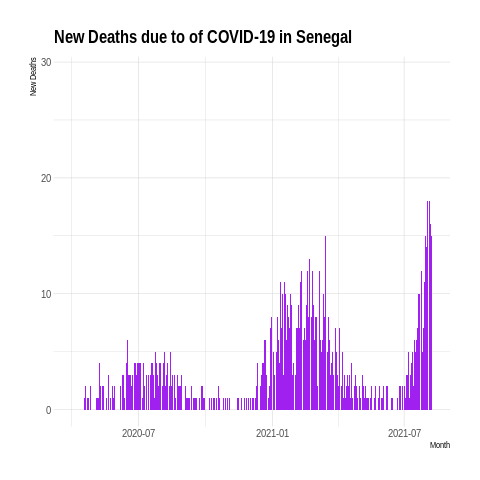 New Deaths due to of COVID-19 in Senegal
New Deaths
30
20
10
0
2020-07
2021-01
2021-07
Month